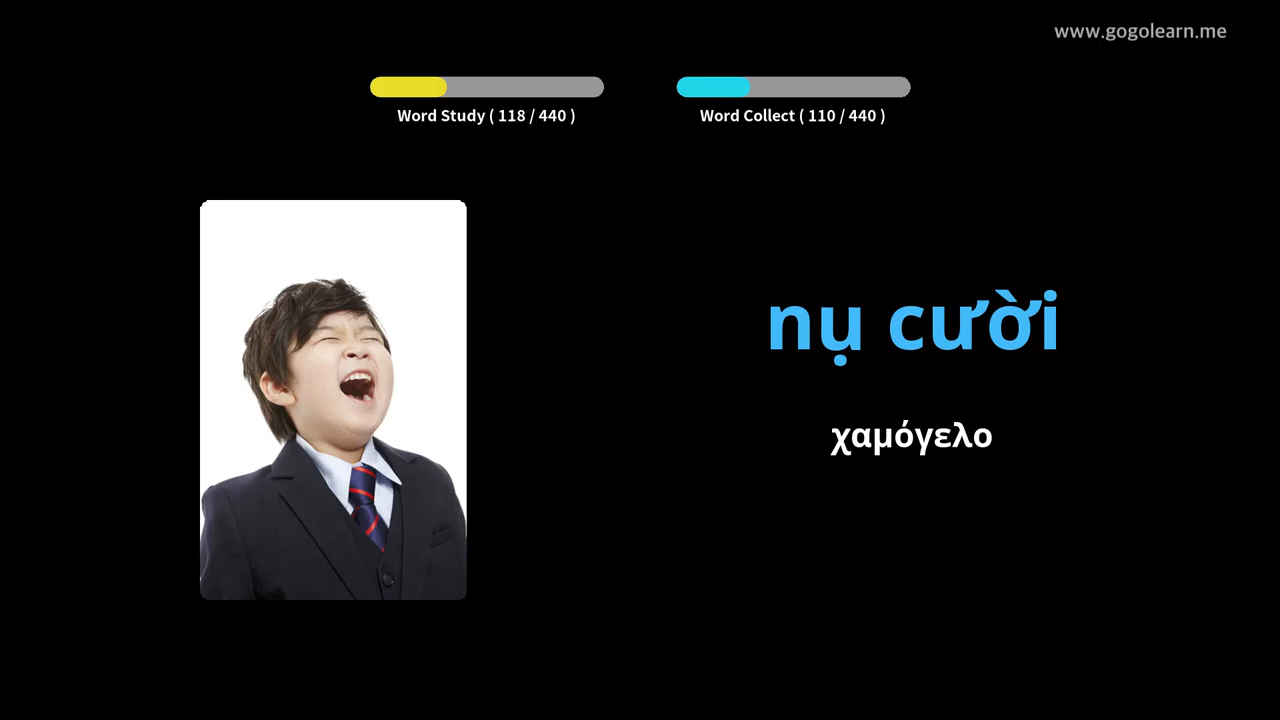 www.gogolearn.me
Word Study ( 118 / 440 )
Word Collect ( 110 / 440 )
nụ cười
χαμόγελο